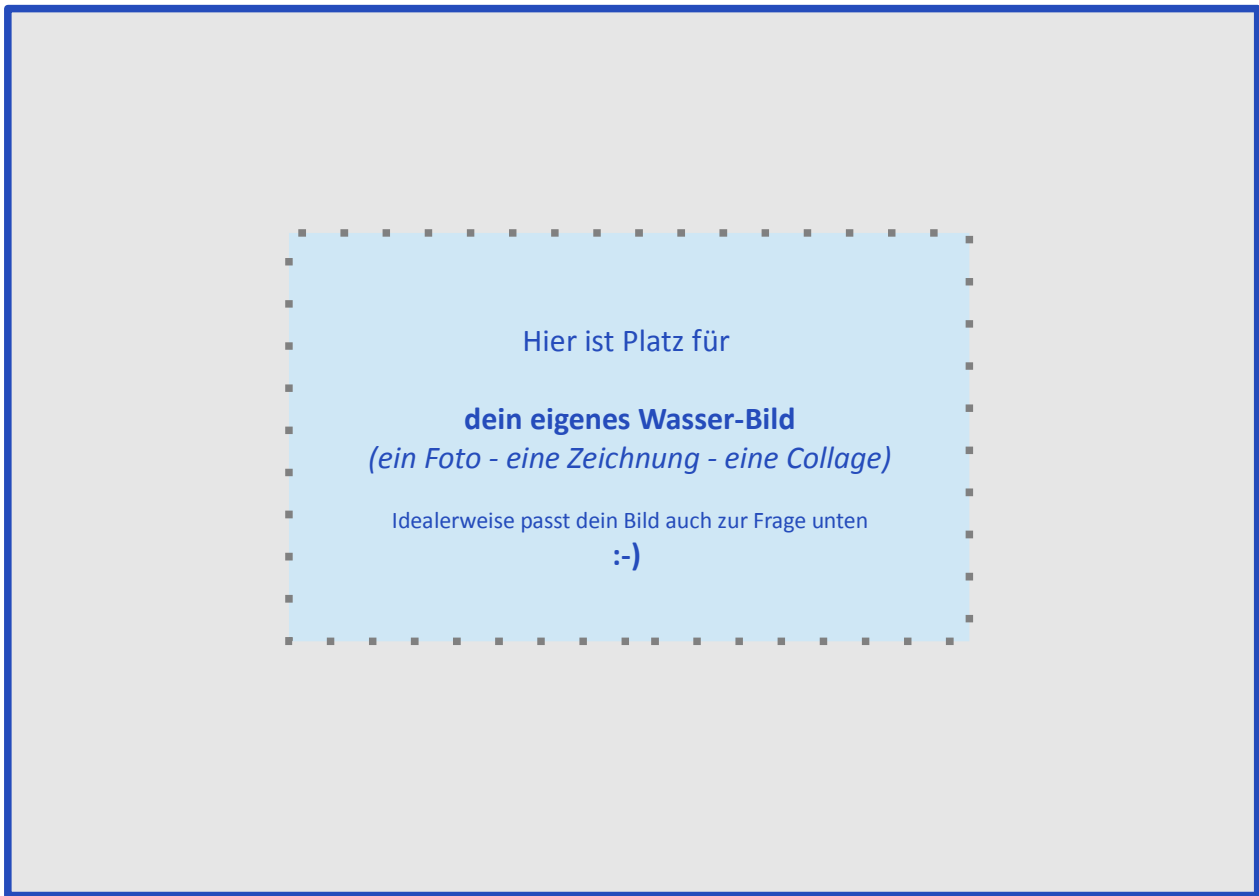 Hier ist Platz für
dein eigenes Wasser-Bild
(ein Foto - eine Zeichnung - eine Collage)
Idealerweise passt dein Bild auch zur Frage unten
:-)